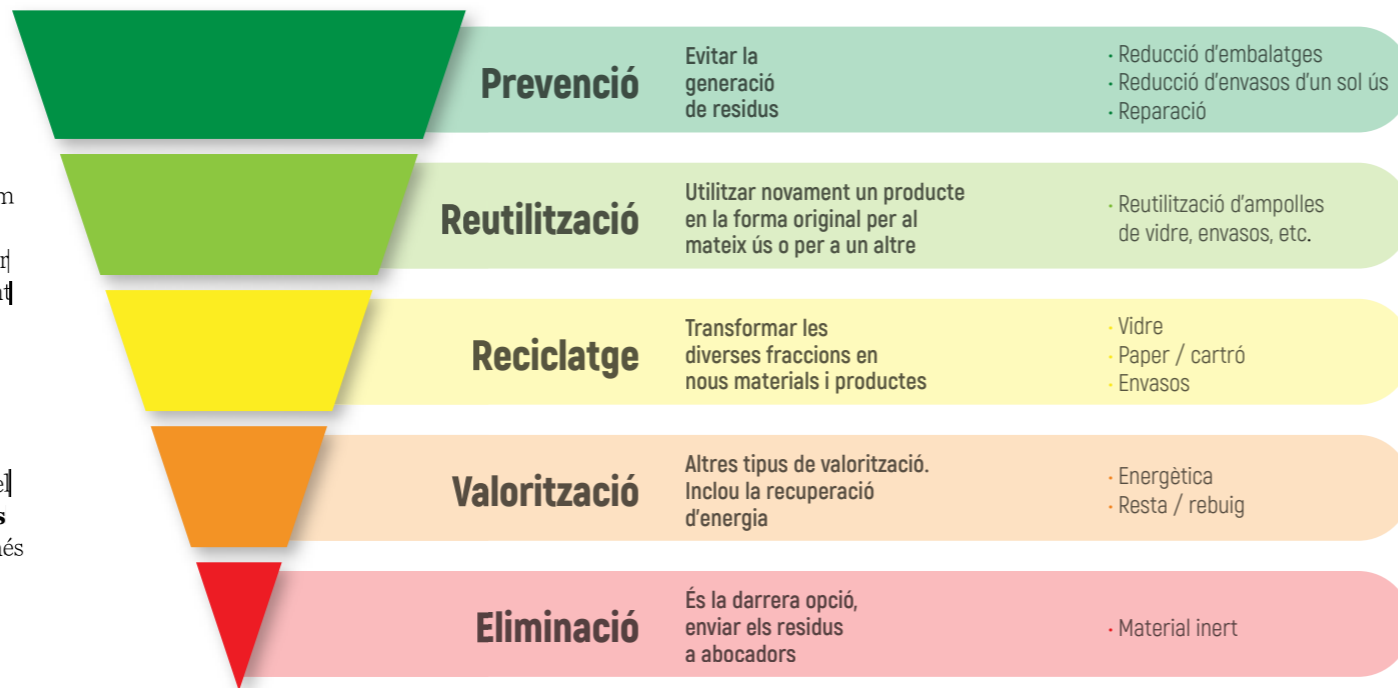 Prevenció
Evitar la
generació
de residus
· Reducció d'embalatges
· Reducció d'envasos d'un sol ús
· Reparació
Reutilització
Utilitzar novament un producte
en la forma original per al
mateix ús o per a un altre
· Reutilització d'ampolles
de vidre, envasos, etc.
Reciclatge
Transformar les
diverses fraccions en
nous materials i productes
· Vidre
· Paper / cartró
· Envasos
Valorització
Altres tipus de valorització.
Inclou la recuperació
d'energia
· Energètica
· Resta / rebuig
Eliminació
És la darrera opció,
enviar els residus
a abocadors
· Material inert